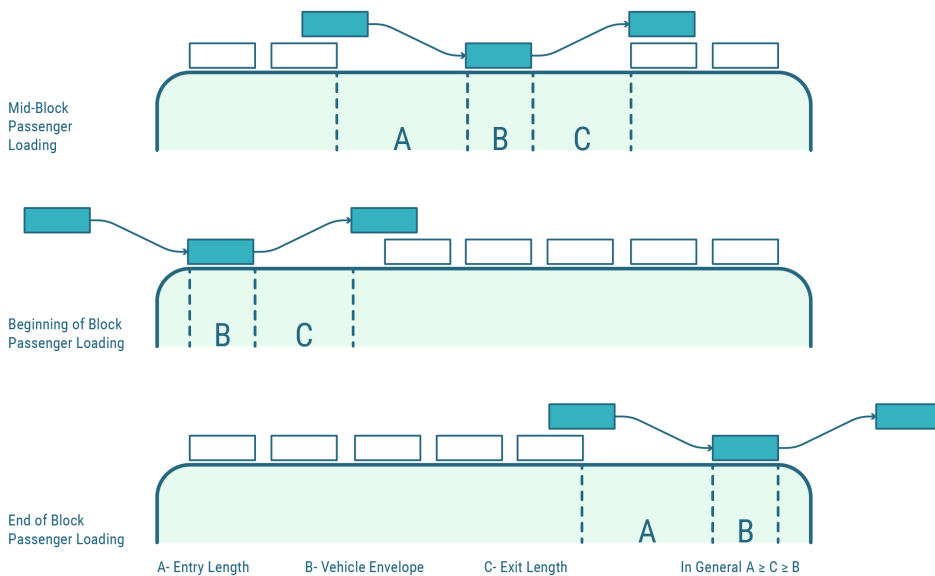 Mid-Block
Passenger
Loading
A
B
C
Beginning of Block
Passenger Loading
B
C
End of Block
Passenger Loading
A
B
A- Entry Length
B- Vehicle Envelope
C- Exit Length
In General A ≥ C ≥ B